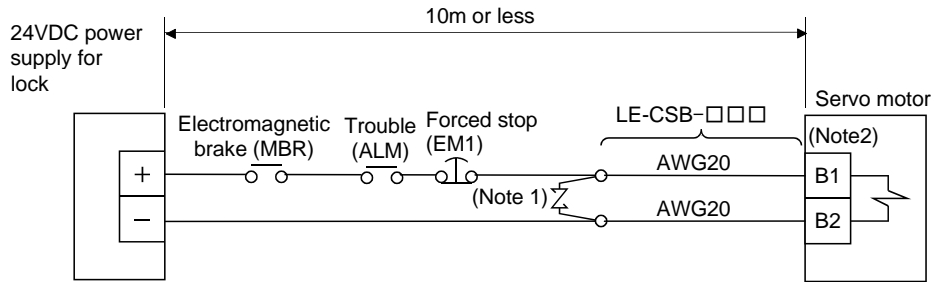 10m or less
24VDC power
supply for
lock
Electromagnetic
brake (MBR)
Trouble
(ALM)
Forced stop
(EM1)
LE-CSB-□□□
Servo motor
(Note2)
+
−
(Note 1)
AWG20
AWG20
B1
B2